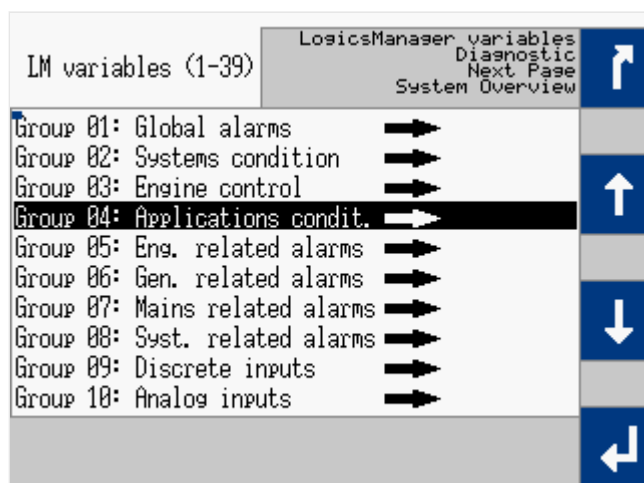 LM variables (1-39)
LogicsManager variables
Diagnostic
Next Page
System Overview
Group 01: Global alarms
Group 02: Systems condition
Group 03: Engine control
Group 04: Applications condit.
Group 05: Eng. related alarms
Group 06: Gen. related alarms
Group 07: Mains related alarms
Group 08: Syst. related alarms
Group 09: Discrete inputs
Group 10: Analog inputs